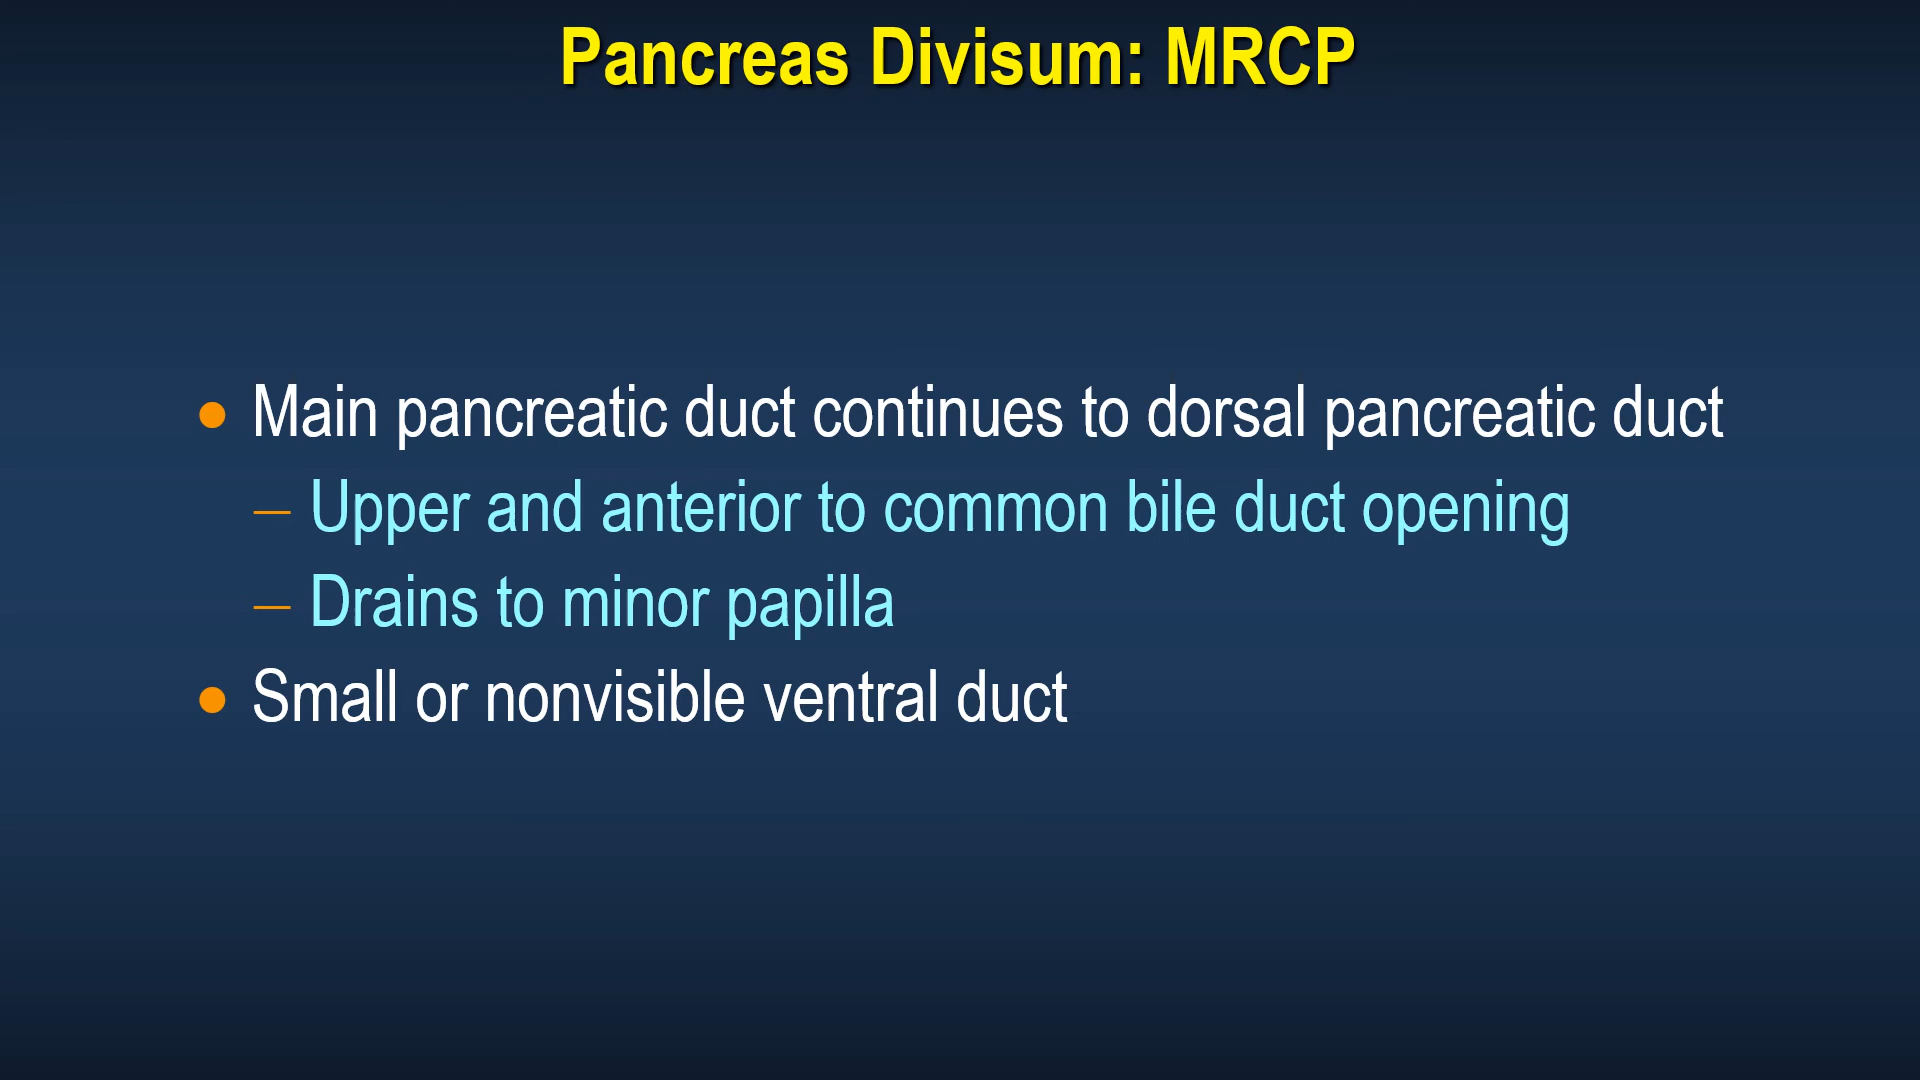 Pancreas Divisum: MRCP
• Main pancreatic duct continues to dorsal pancreatic duct
– Upper and anterior to common bile duct opening
– Drains to minor papilla
• Small or nonvisible ventral duct